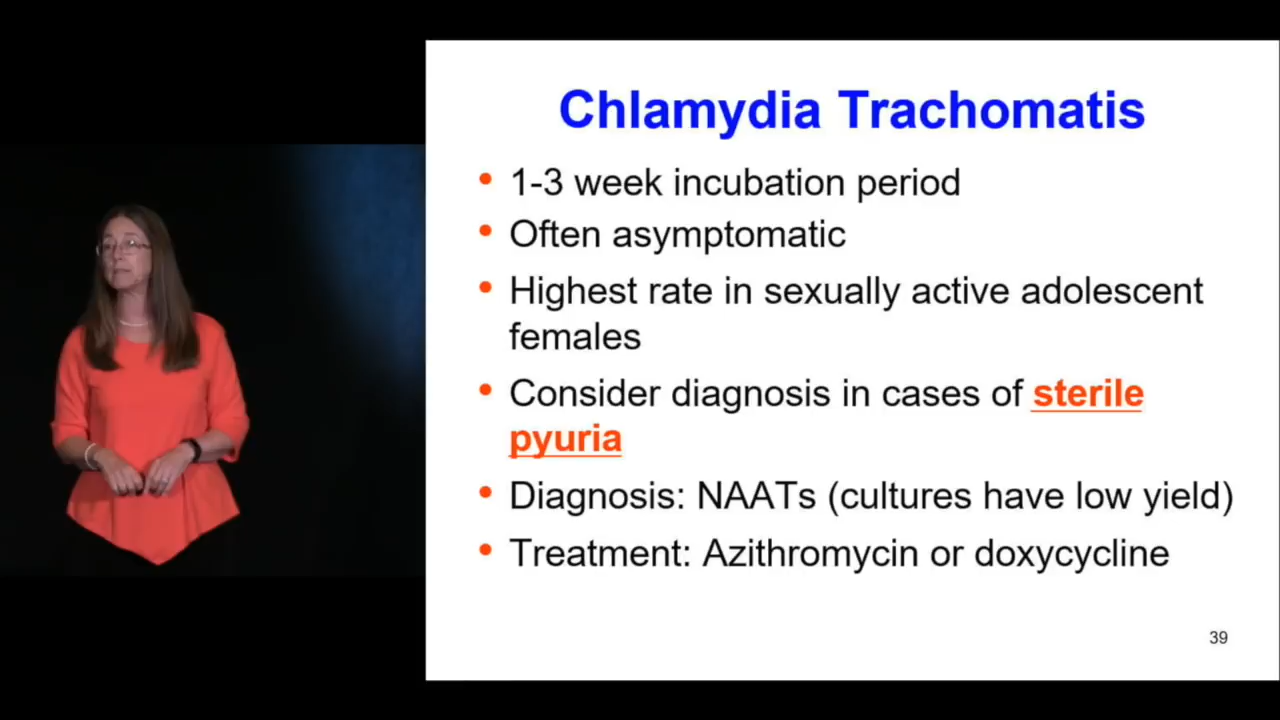 Chlamydia Trachomatis
• 1-3 week incubation period
• Often asymptomatic
• Highest rate in sexually active adolescent
females
• Consider diagnosis in cases of sterile
pyuria
• Diagnosis: NAATs (cultures have low yield)
• Treatment: Azithromycin or doxycycline
39